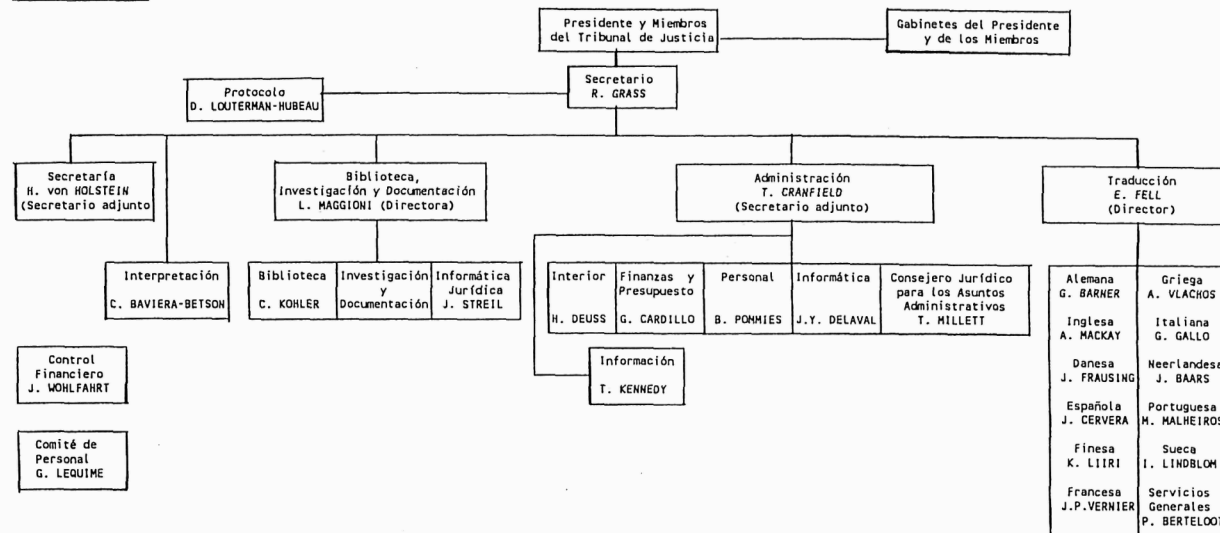 Presidente y Miembros
del Tribunal de Justicia
Gabinetes del Presidente
y de los Miembros
Secretario
R. GRASS
Protocolo
D. LOUTERMAN-HUBEAU
Secretaría
H. von HOLSTEIN
(Secretario adjunto
Biblioteca,
Investigación y Documentación
L. MAGGIONI (Directora)
Administración
T. CRANFIELD
(Secretario adjunto)
Traducción
E. FELL
(Director)
Interpretación
C. BAVIERA-BETSON
Biblioteca
C. KOHLER
Investigación
y
Documentación
Informática
Jurídica
J. STREIL
Interior
H. DEUSS
Finanzas y
Presupuesto
G. CARDILLO
Personal
B. POMMIES
Informática
J.Y. DELAVAL
Consejero Jurídico
para los Asuntos
Administrativos
T. MILLETT
Información
T. KENNEDY
Control
Financiero
J. WOHLFAHRT
Comité de
Personal
G. LEQUIME
Alemana
G. BARNER
Inglesa
A. MACKAY
Danesa
J. FRAUSING
Española
J. CERVERA
Finesa
K. LIIRI
Francesa
J.P.VERNIER
Griega
A. VLACHOS
Italiana
G. GALLO
Neerlandesa
J. BAARS
Portuguesa
M. MALHEIROS
Sueca
I. LINDBLOM
Servicios
Generales
P. BERTELOOT